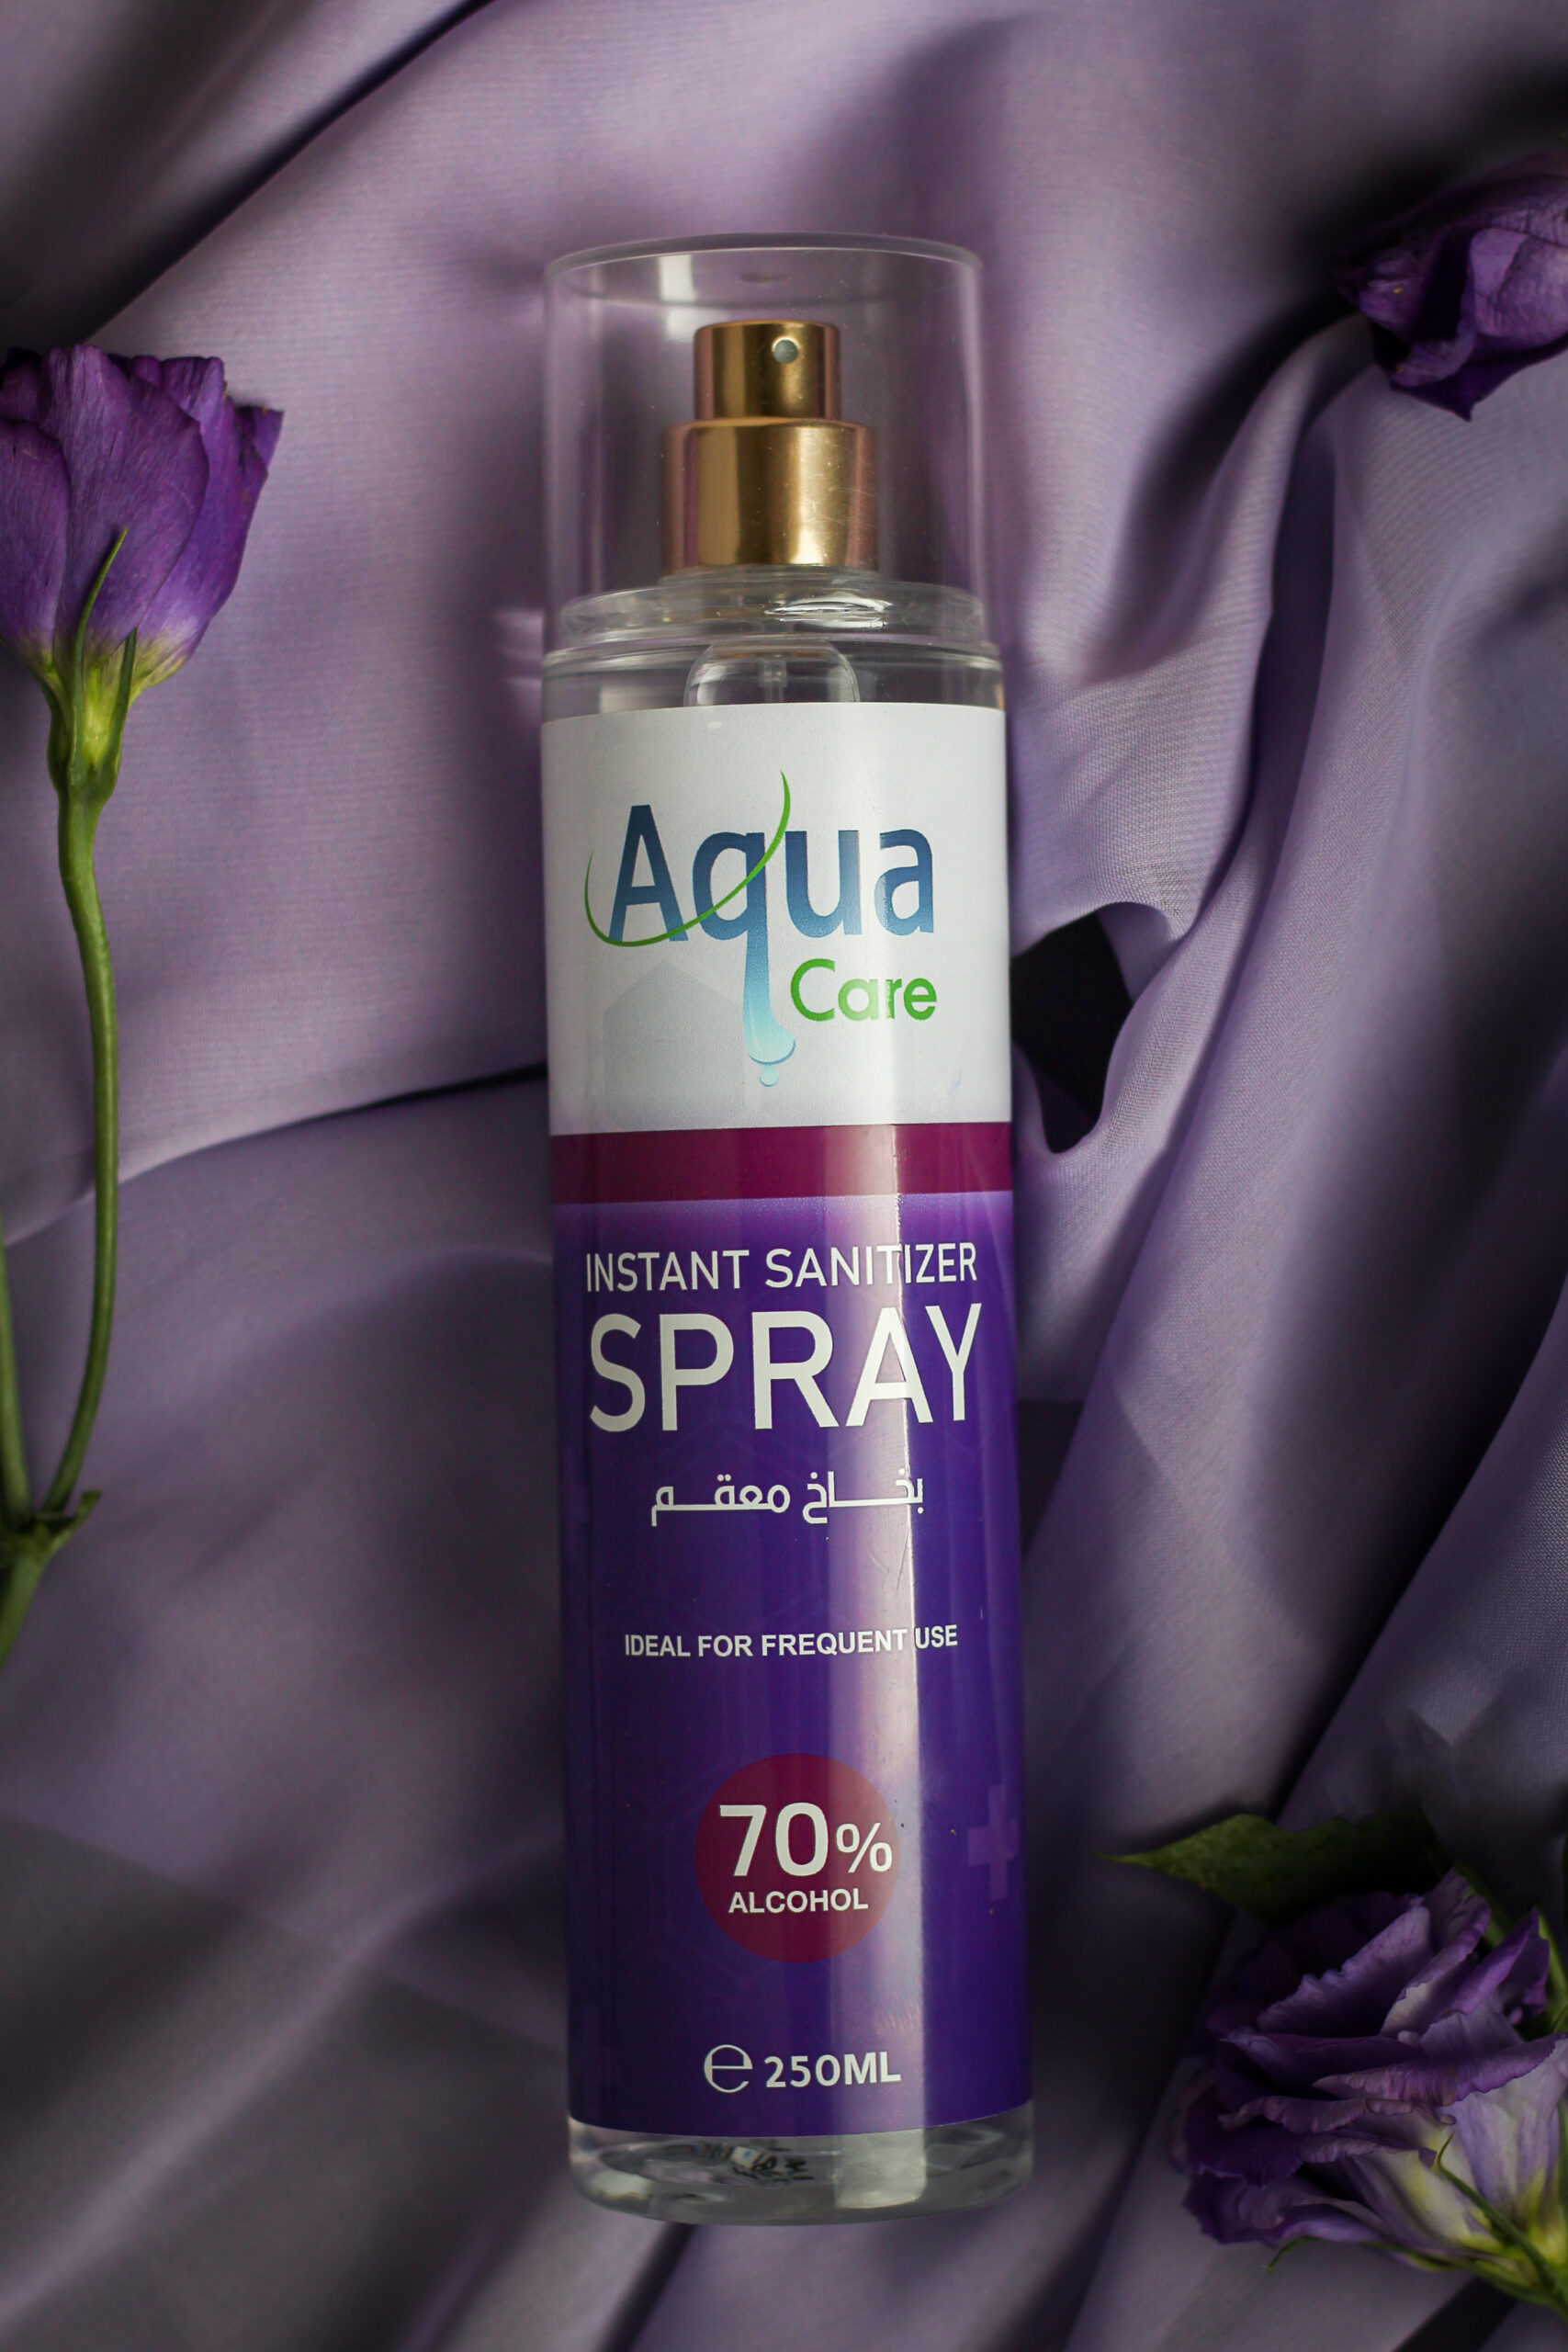 Aqua
Care
INSTANT SANITIZER
SPRAY
بخاخ معقم
IDEAL FOR FREQUENT USE
70%
ALCOHOL
℮ 250ML